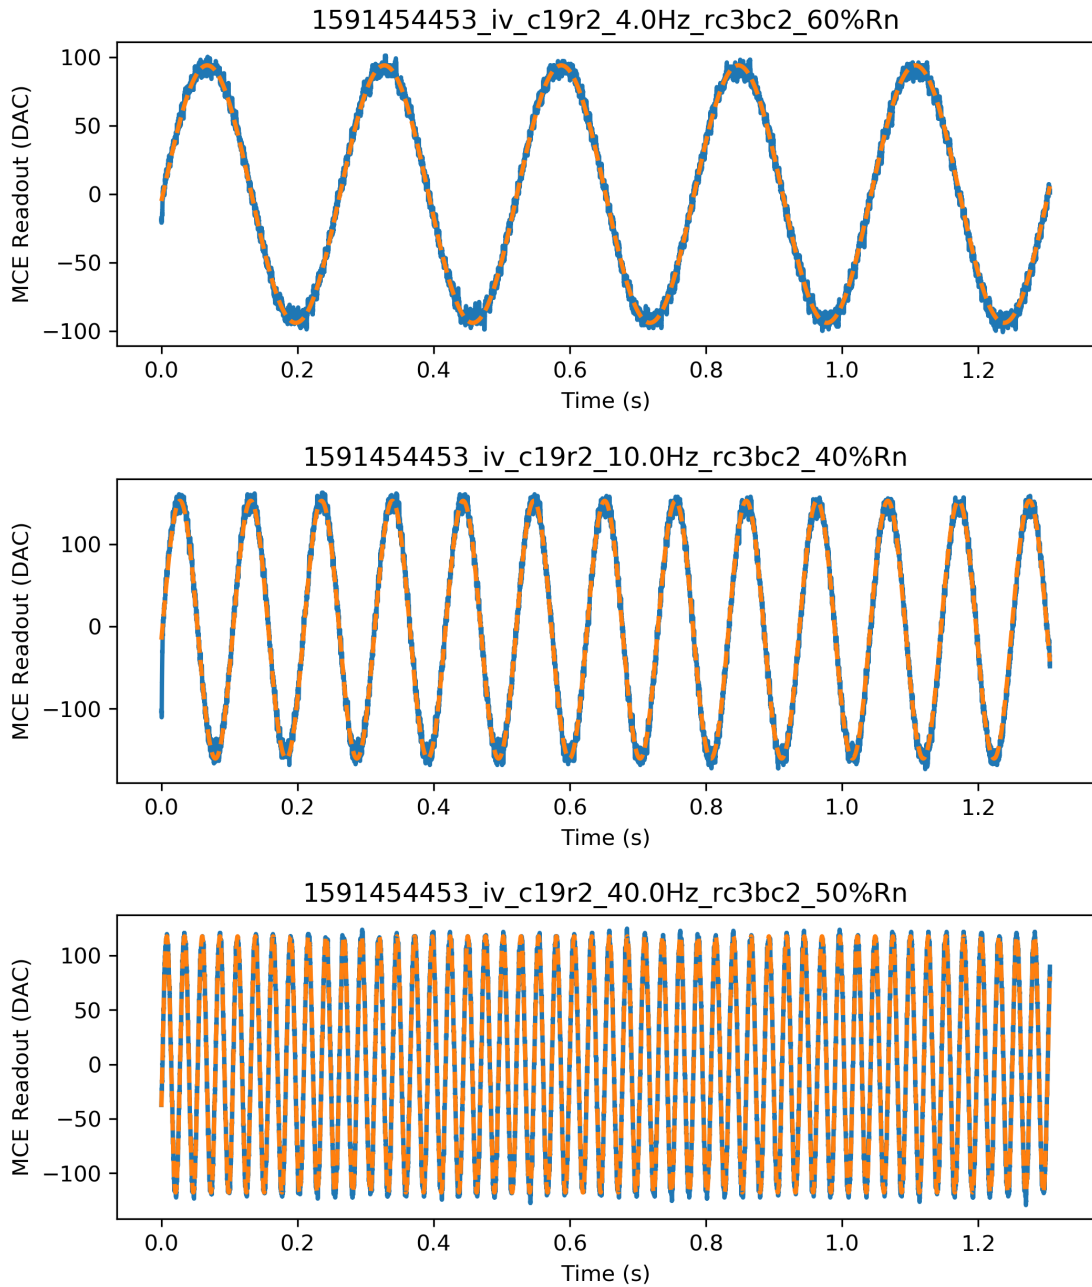 1591454453_iv_c19r2_4.0Hz_rc3bc2_60%Rn
MCE Readout (DAC)
100
50
0
−50
−100
0.0 0.2 0.4 0.6 0.8 1.0 1.2
Time (s)
1591454453_iv_c19r2_10.0Hz_rc3bc2_40%Rn
MCE Readout (DAC)
100
0
−100
0.0 0.2 0.4 0.6 0.8 1.0 1.2
Time (s)
1591454453_iv_c19r2_40.0Hz_rc3bc2_50%Rn
MCE Readout (DAC)
100
50
0
−50
−100
0.0 0.2 0.4 0.6 0.8 1.0 1.2
Time (s)